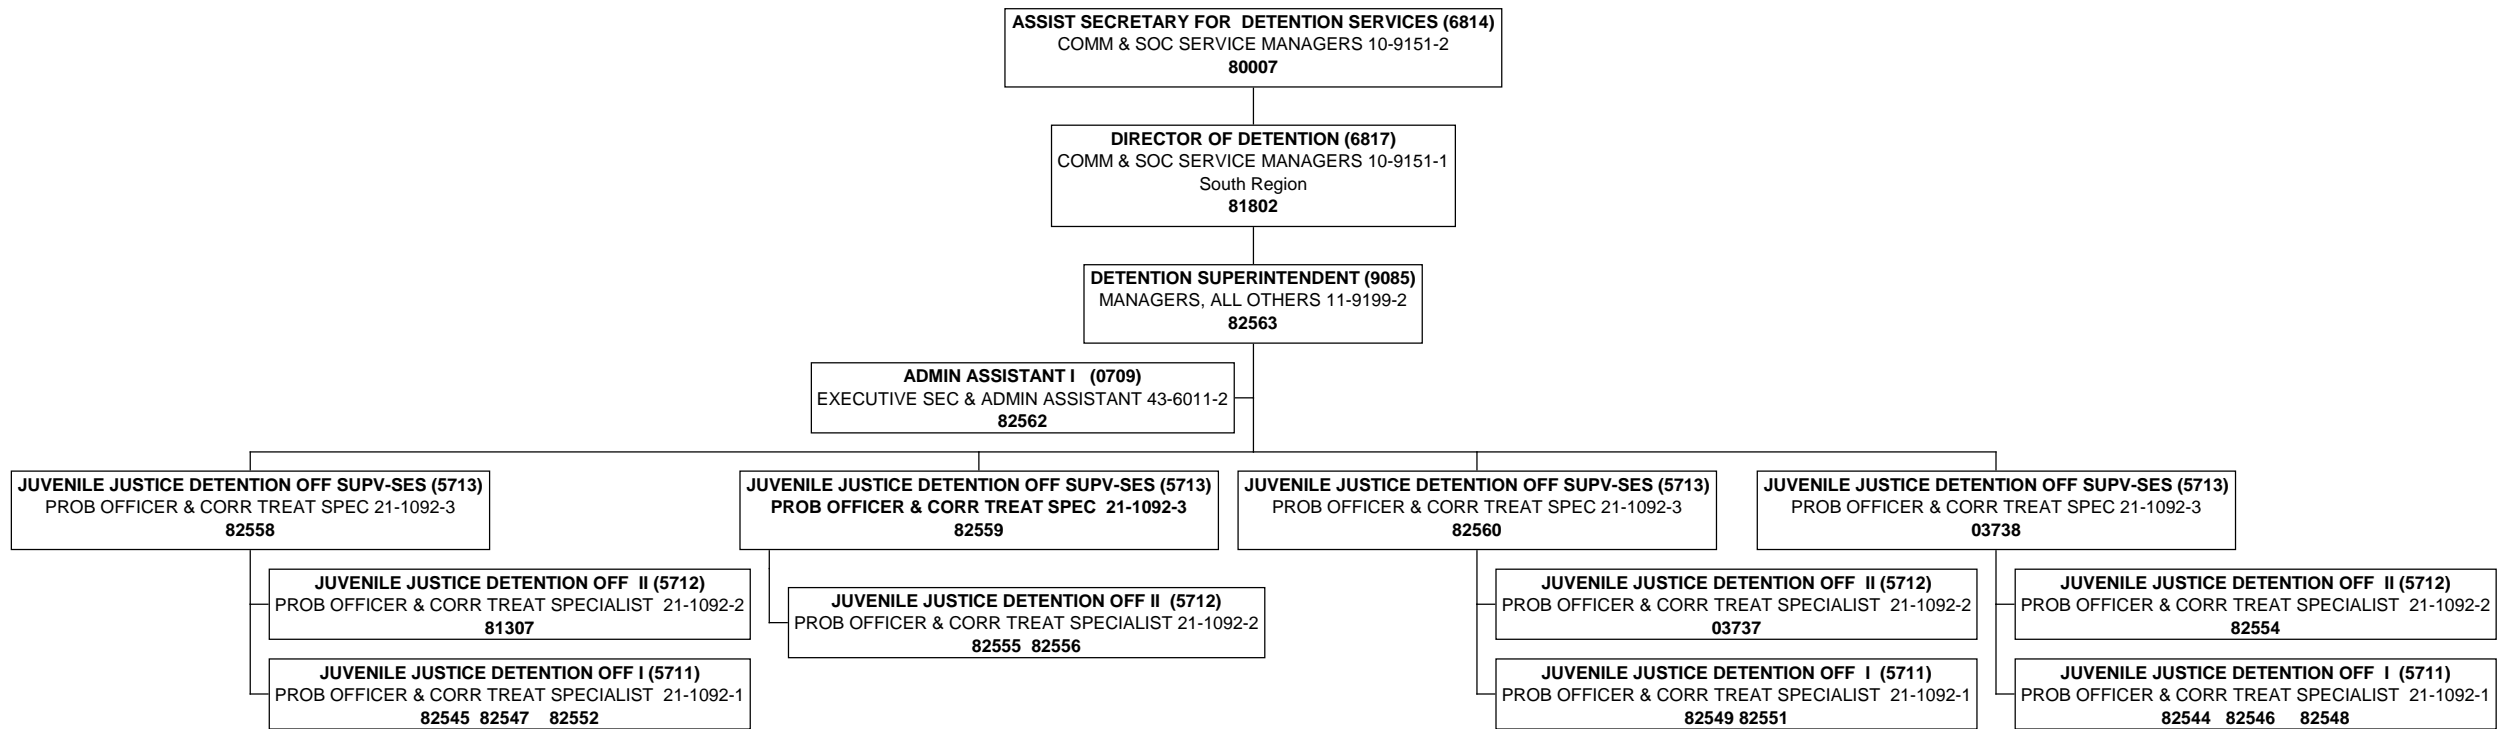 ASSIST SECRETARY FOR DETENTION SERVICES (6814)
COMM & SOC SERVICE MANAGERS 10-9151-2
80007
DIRECTOR OF DETENTION (6817)
COMM & SOC SERVICE MANAGERS 10-9151-1
South Region
81802
DETENTION SUPERINTENDENT (9085)
MANAGERS, ALL OTHERS 11-9199-2
82563
ADMIN ASSISTANT I (0709)
EXECUTIVE SEC & ADMIN ASSISTANT 43-6011-2
82562
JUVENILE JUSTICE DETENTION OFF SUPV-SES (5713)
PROB OFFICER & CORR TREAT SPEC 21-1092-3
82558
JUVENILE JUSTICE DETENTION OFF II (5712)
PROB OFFICER & CORR TREAT SPECIALIST 21-1092-2
81307
JUVENILE JUSTICE DETENTION OFF I (5711)
PROB OFFICER & CORR TREAT SPECIALIST 21-1092-1
82545 82547 82552
JUVENILE JUSTICE DETENTION OFF SUPV-SES (5713)
PROB OFFICER & CORR TREAT SPEC 21-1092-3
82559
JUVENILE JUSTICE DETENTION OFF II (5712)
PROB OFFICER & CORR TREAT SPECIALIST 21-1092-2
82555 82556
JUVENILE JUSTICE DETENTION OFF SUPV-SES (5713)
PROB OFFICER & CORR TREAT SPEC 21-1092-3
82560
JUVENILE JUSTICE DETENTION OFF II (5712)
PROB OFFICER & CORR TREAT SPECIALIST 21-1092-2
03737
JUVENILE JUSTICE DETENTION OFF I (5711)
PROB OFFICER & CORR TREAT SPECIALIST 21-1092-1
82549 82551
JUVENILE JUSTICE DETENTION OFF SUPV-SES (5713)
PROB OFFICER & CORR TREAT SPEC 21-1092-3
03738
JUVENILE JUSTICE DETENTION OFF II (5712)
PROB OFFICER & CORR TREAT SPECIALIST 21-1092-2
82554
JUVENILE JUSTICE DETENTION OFF I (5711)
PROB OFFICER & CORR TREAT SPECIALIST 21-1092-1
82544 82546 82548